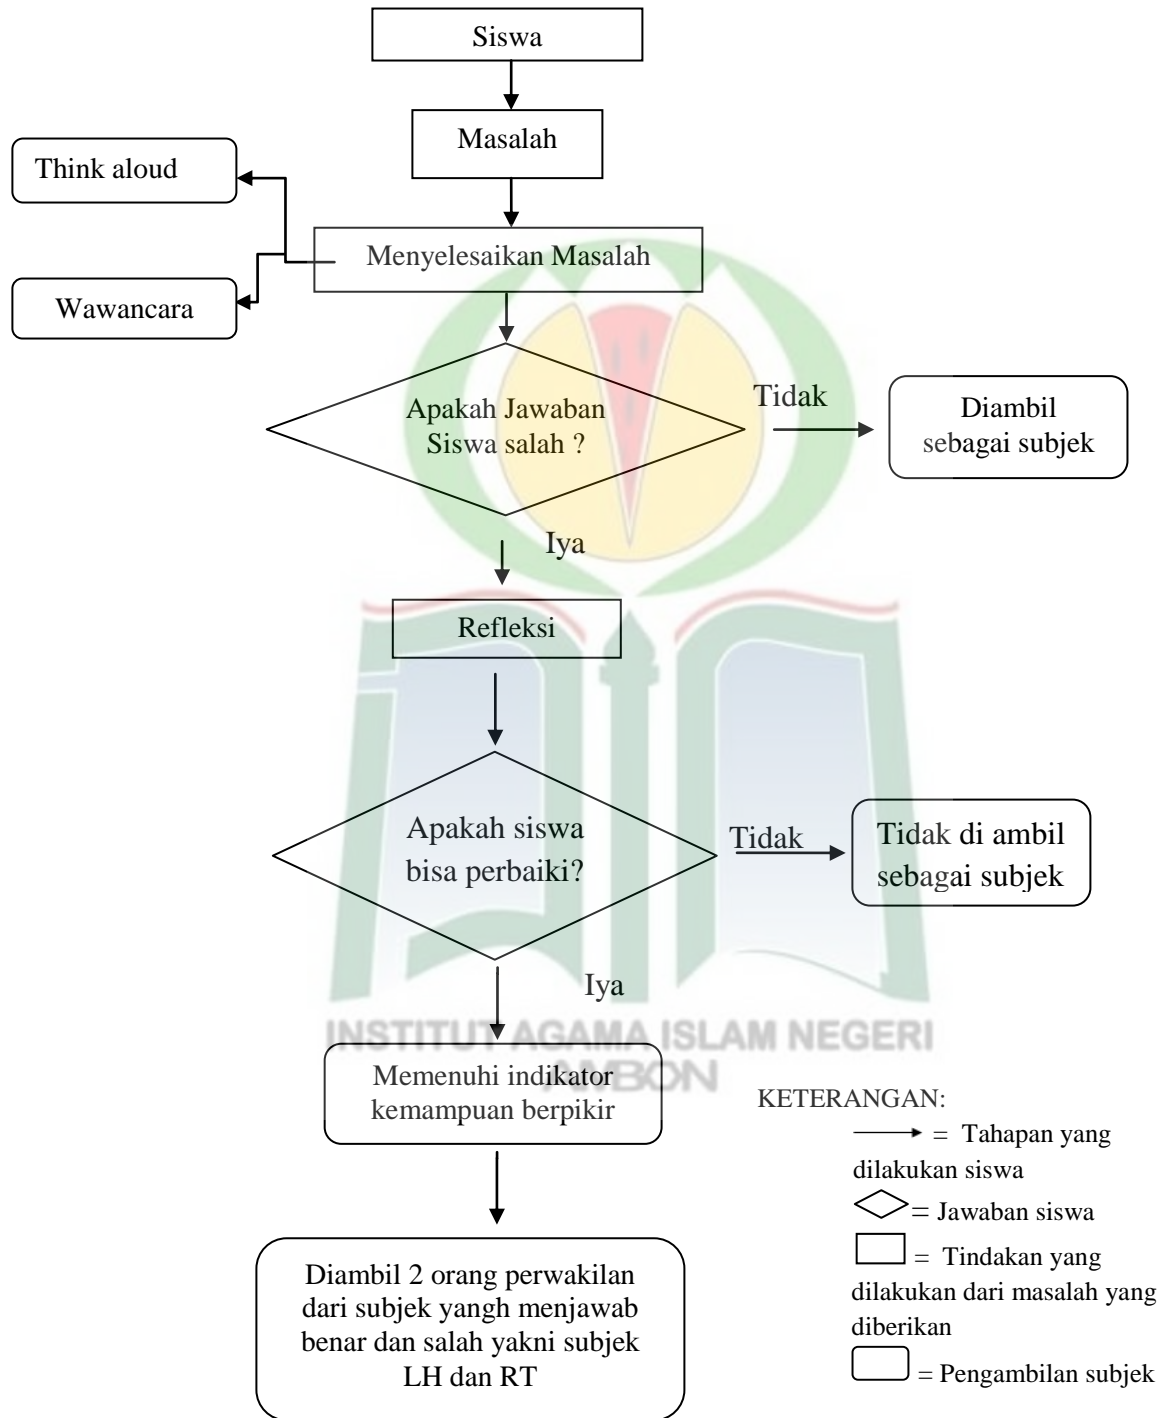 Siswa
Masalah
Think aloud
Menyelesaikan Masalah
Wawancara
Apakah Jawaban
Siswa salah ?
Tidak
Diambil
sebagai subjek
Iya
Refleksi
Apakah siswa
bisa perbaiki?
Tidak
Tidak di ambil
sebagai subjek
Iya
INSTITUT AGAMA ISLAM NEGERI
AMBON
Memenuhi indikator
kemampuan berpikir
Diambil 2 orang perwakilan
dari subjek yangh menjawab
benar dan salah yakni subjek
LH dan RT
KETERANGAN:
= Tahapan yang
dilakukan siswa
= Jawaban siswa
= Tindakan yang
dilakukan dari masalah yang
diberikan
= Pengambilan subjek